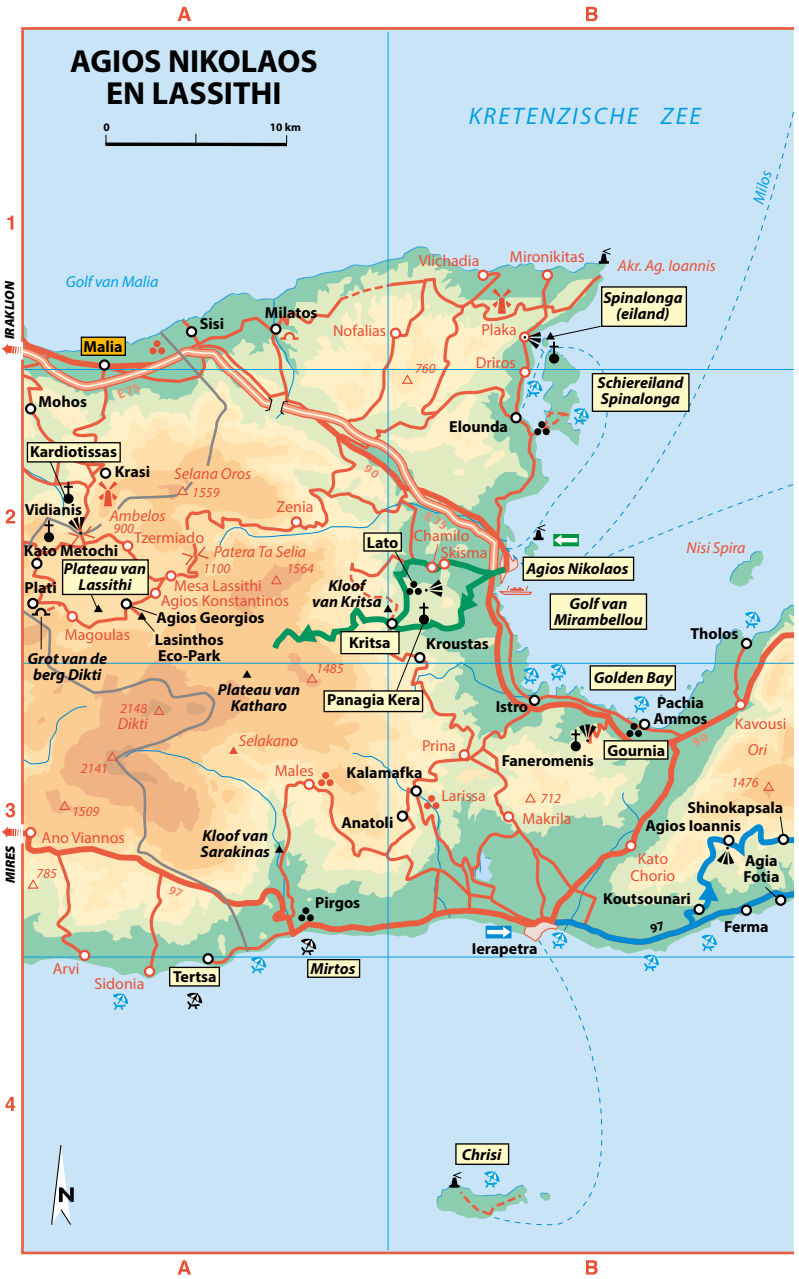 A
B
AGIOS NIKOLAOS
EN LASSITHI
0
10 km
KRETENZISCHE ZEE
Milos
1
Golf van Malia
IRAKLION
Vlichadia
Mironikitas
Akr. Ag. Ioannis
Spinalonga
(eiland)
Sisi
Milatos
Nofalias
Plaka
Malia
Driros
760
E75
Schiereiland
Spinalonga
Mohos
Elounda
Kardiotissas
Krasi
90
Selana Oros
1559
2
Vidianis
Ambelos
900
Zenia
E75
Tzermiado
Patera Ta Selia
1100
1564
Kato Metochi
Lato
Chamilo
Skisma
Nisi Spira
Plateau van
Lassithi
Agios Nikolaos
Mesa Lassithi
Plati
Agios Konstantinos
Kloof
van Kritsa
Golf van
Mirambellou
Agios Georgios
Magoulas
Lasinthos
Eco-Park
Kritsa
Kroustas
Tholos
Grot van de
berg Dikti
1485
Golden Bay
Plateau van
Katharo
Panagia Kera
Istro
Pachia
Ammos
2148
Dikti
Kavousi
Selakano
Prina
Faneromenis
Gournia
90
Ori
2141
Males
Kalamafka
1476
1509
Larissa
712
Shinokapsala
3
Anatoli
Makrila
Agios Ioannis
Ano Viannos
Kloof van
Sarakinas
Kato
Chorio
Agia
Fotia
MIRES
785
97
Pirgos
Koutsounari
97
Ferma
Ierapetra
Arvi
Sidonia
Tertsa
Mirtos
4
Chrisi
N
A
B